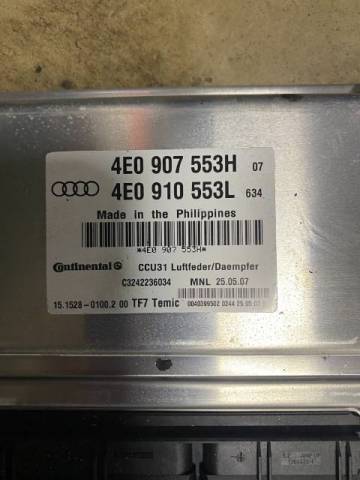 4E0 907 553H 07
4E0 910 553L 634
Made in the Philippines
*4E0 907 553H*
Continental CCU31 Luftfeder/Daempfer
C3242236034 MNL 25.05.07
15.1528-0100.2 00 TF7 Temic